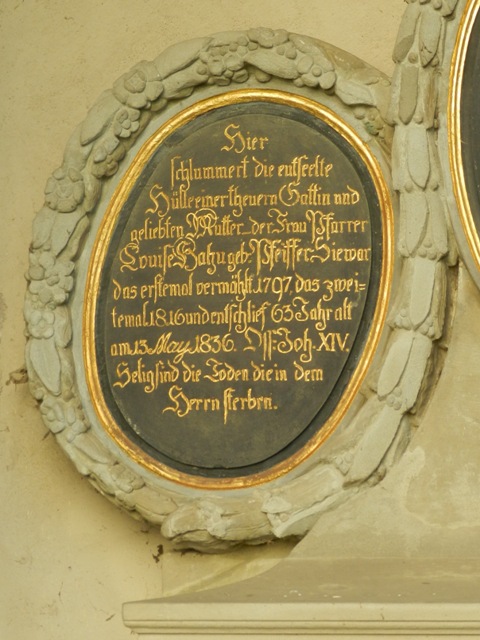 Hier
schlummert die entseelte
Hülle einer theuern Gattin und
geliebten Mutter der Frau Pfarrer
Louise Hahn geb: Pfeiffer. Sie war
das erstemal vermählt 1797. das zwei=
temal 1816 und entschlief 63 Jahr alt
am 13 May 1836. Off: Joh. XIV.
Selig sind die Toden die in dem
Herrn sterben.